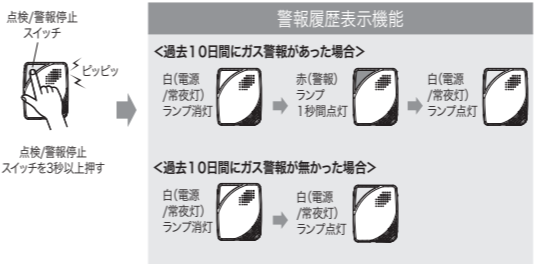 点検/警報停止
スイッチ
ピッピッ
点検/警報停止
スイッチを3秒以上押す
警報履歴表示機能
<過去10日間にガス警報があった場合>
白(電源
/常夜灯)
ランプ消灯
赤(警報)
ランプ
1秒間点灯
白(電源
/常夜灯)
ランプ点灯
<過去10日間にガス警報が無かった場合>
白(電源
/常夜灯)
ランプ消灯
白(電源
/常夜灯)
ランプ点灯